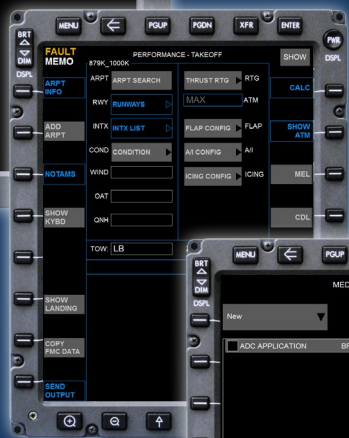 MENU PGUP PGDN XFR ENTER
BRT
DIM
DSPL
PWR
DSPL
FAULT
MEMO
PERFORMANCE - TAKEOFF
879K_1000K
SHOW
ARPT
INFO
ARPT ARPT SEARCH THRUST RTG RTG
CALC
RWY RUNWAYS MAX ATM
ADD
ARPT
INTX INTX LIST FLAP CONFIG FLAP
SHOW
ATM
COND CONDITION A/I CONFIG A/I
NOTAMS
WIND ICING CONFIG ICING
MEL
OAT
SHOW
KYBD
QNH
CDL
TOW: LB
SHOW
LANDING
COPY
FMC DATA
SEND
OUTPUT
MENU PGUP
BRT
DIM
DSPL
New
ADC APPLICATION